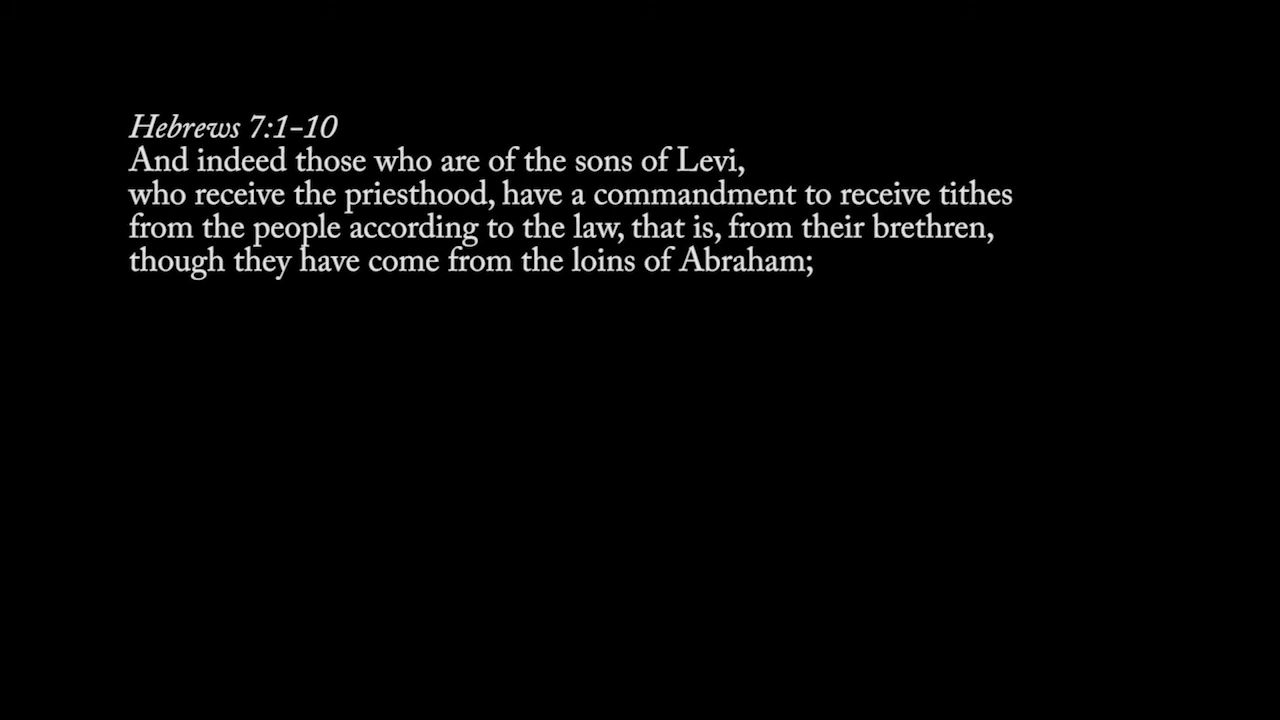 Hebrews 7:1–10
And indeed those who are of the sons of Levi,
who receive the priesthood, have a commandment to receive tithes
from the people according to the law, that is, from their brethren,
though they have come from the loins of Abraham;